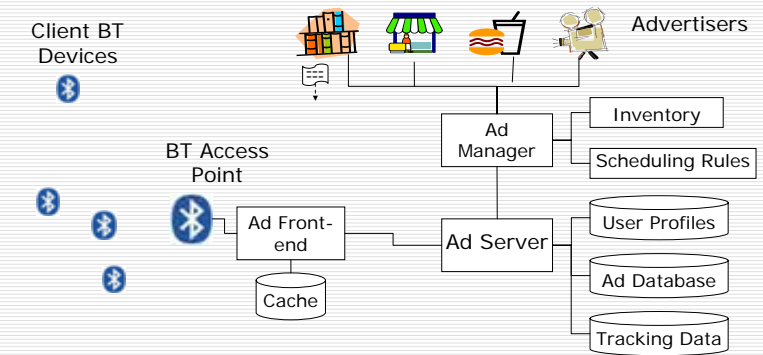 Client BT
Devices
Advertisers
Ad
Manager
Inventory
Scheduling Rules
BT Access
Point
Ad Front-
end
Cache
Ad Server
User Profiles
Ad Database
Tracking Data